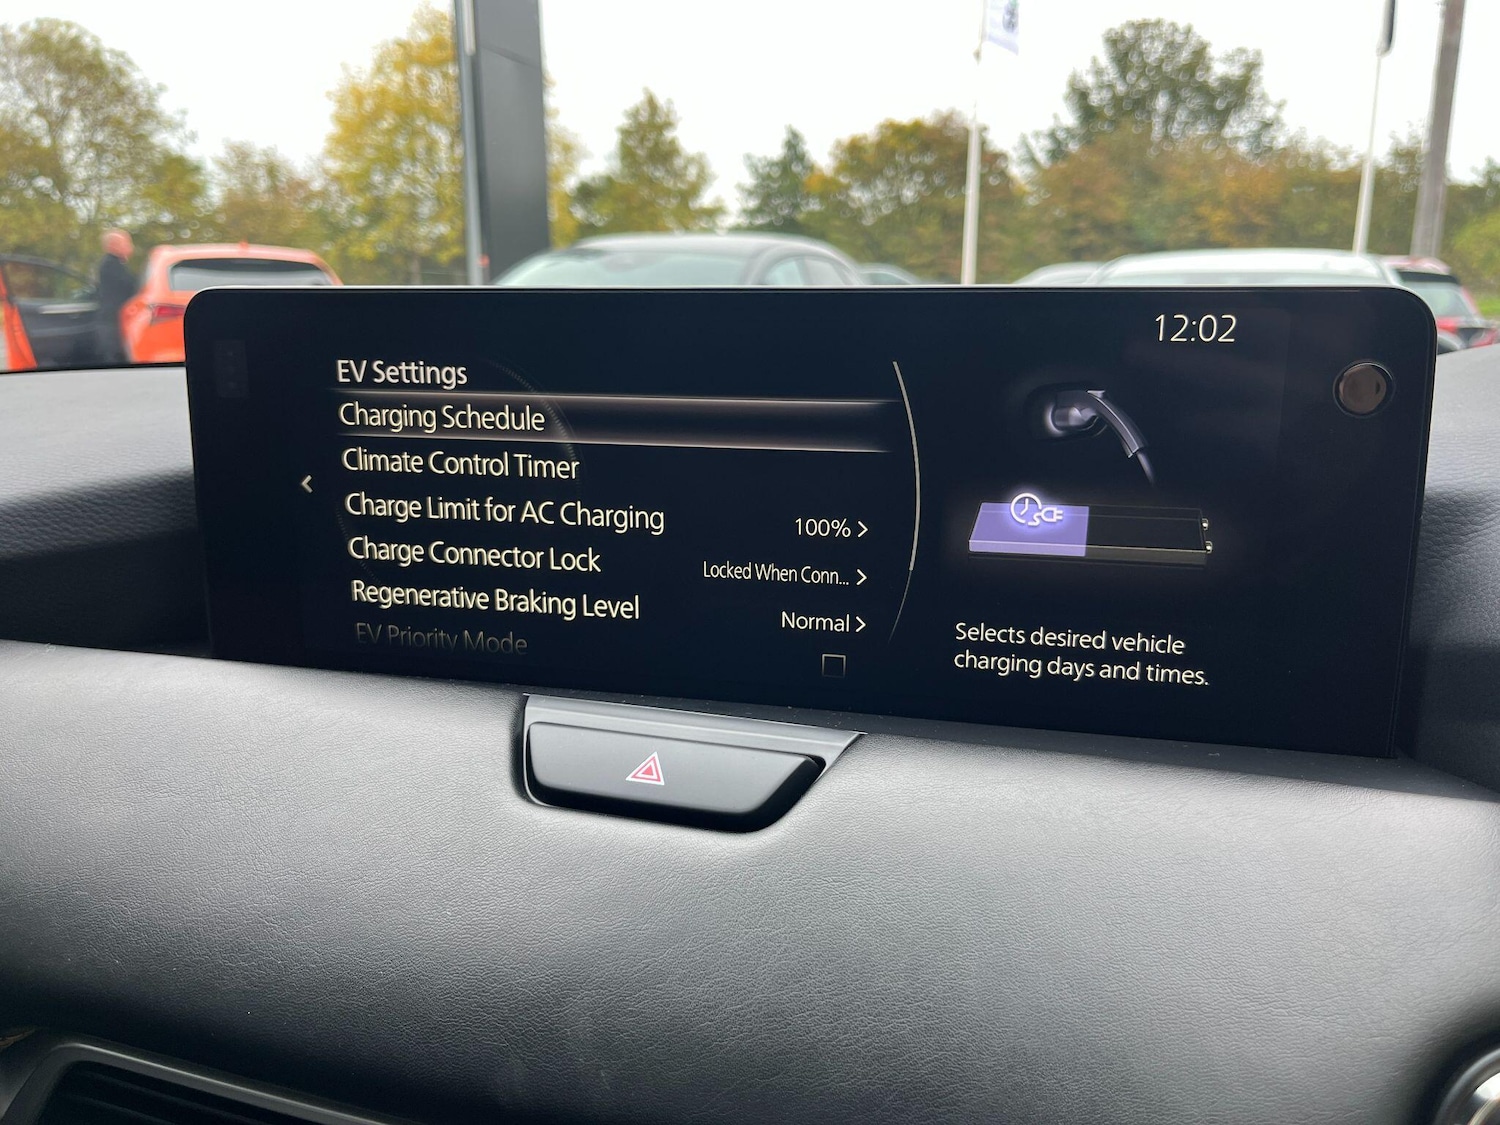 12:02
EV Settings
Charging Schedule
Climate Control Timer
Charge Limit for AC Charging 100%
Charge Connector Lock Locked When Conn...
Regenerative Braking Level Normal
EV Priority Mode
Selects desired vehicle
charging days and times.